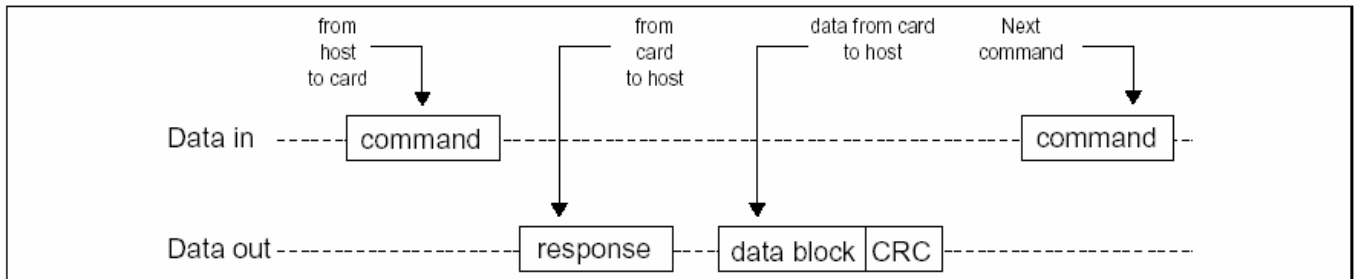 from
host
to card
from
card
to host
data from card
to host
Next
command
Data in
command
command
Data out
response
data block
CRC